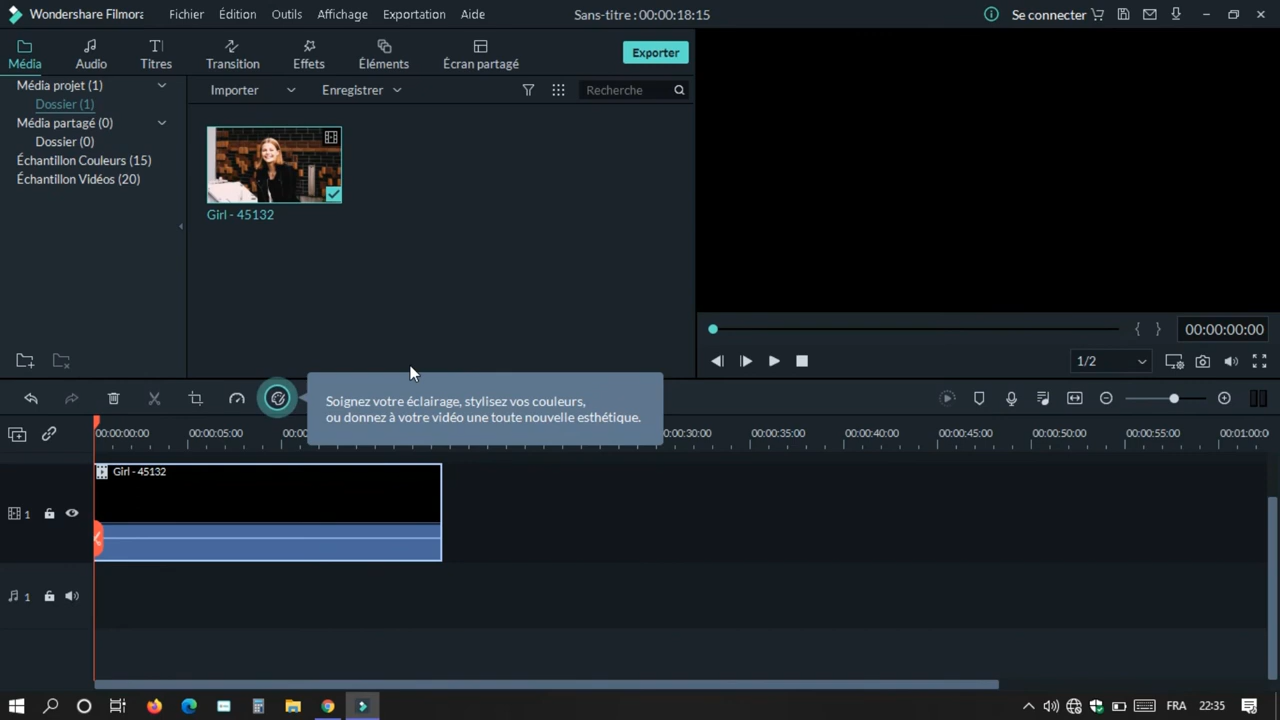 Wondershare Filmora
Fichier
Édition
Outils
Affichage
Exportation
Aide
Sans-titre : 00:00:18:15
Se connecter
Média
Audio
Titres
Transition
Effets
Éléments
Écran partagé
Exporter
Média projet (1)
Dossier (1)
Média partagé (0)
Dossier (0)
Échantillon Couleurs (15)
Échantillon Vidéos (20)
Importer
Enregistrer
Recherche
Girl - 45132
00:00:00:00
1/2
Soignez votre éclairage, stylisez vos couleurs,
ou donnez à votre vidéo une toute nouvelle esthétique.
00:00:00:00
00:00:05:00
00:00:30:00
00:00:35:00
00:00:40:00
00:00:45:00
00:00:50:00
00:00:55:00
Girl - 45132
1
1
FRA
22:35